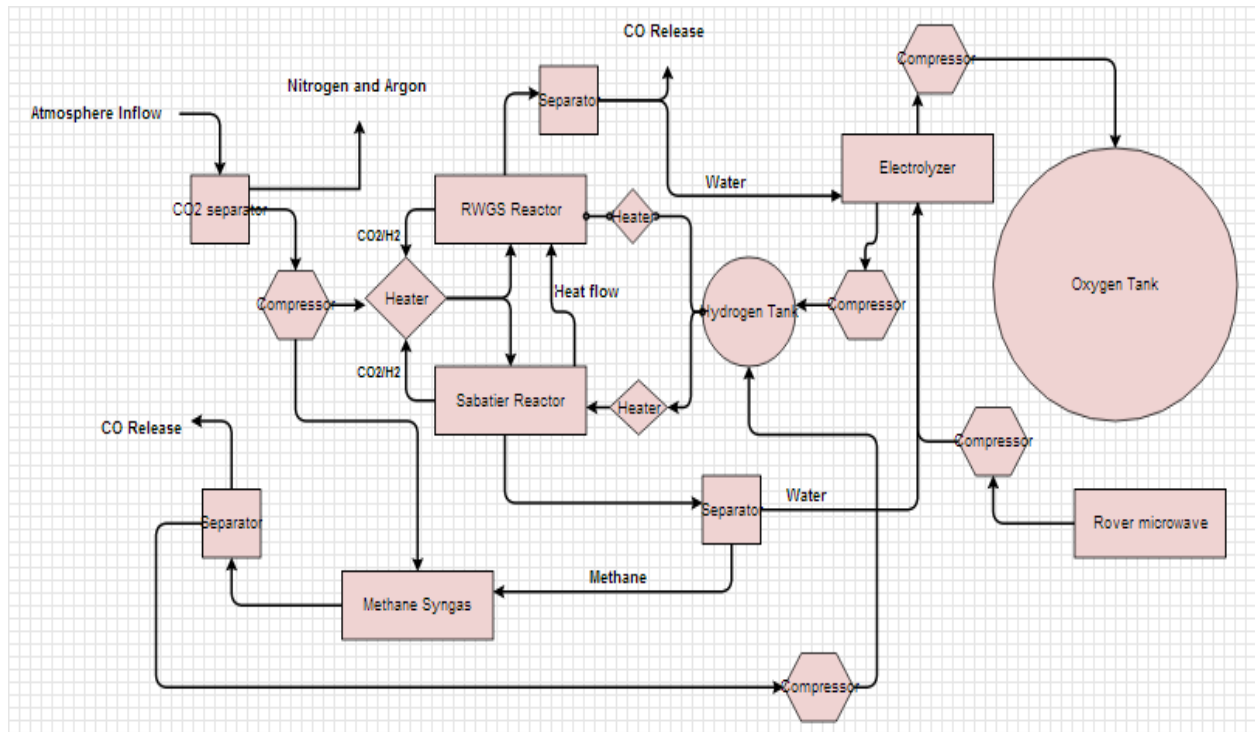 CO Release
Compressor
Nitrogen and Argon
Separator
Atmosphere Inflow
Electrolyzer
CO2 separator
Water
RWGS Reactor
Heater
CO2/H2
Heat flow
Oxygen Tank
Compressor
Heater
Hydrogen Tank
Compressor
CO2/H2
Sabatier Reactor
Heater
CO Release
Compressor
Separator
Separator
Water
Rover microwave
Methane
Methane Syngas
Compressor